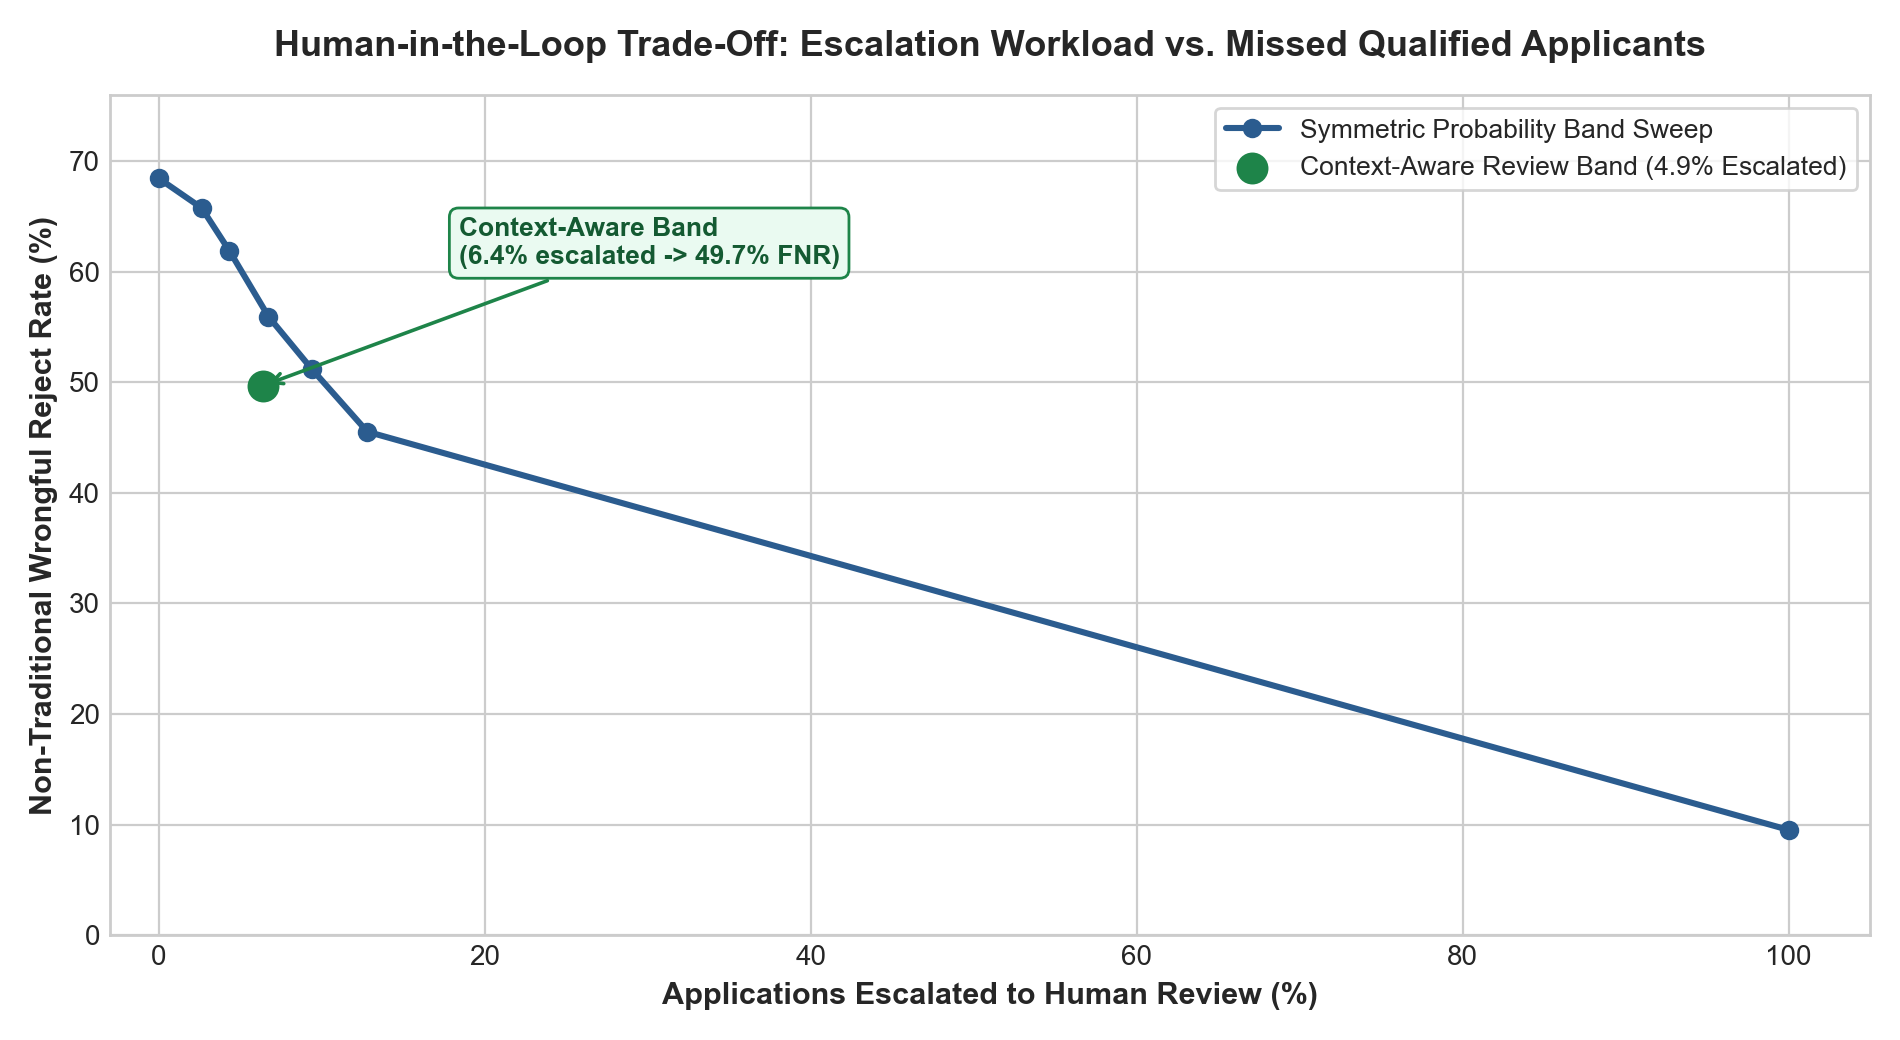 Human-in-the-Loop Trade-Off: Escalation Workload vs. Missed Qualified Applicants
Symmetric Probability Band Sweep
Context-Aware Review Band (4.9% Escalated)
Context-Aware Band
(6.4% escalated -> 49.7% FNR)
Non-Traditional Wrongful Reject Rate (%)
70
60
50
40
30
20
10
0
0
20
40
60
80
100
Applications Escalated to Human Review (%)